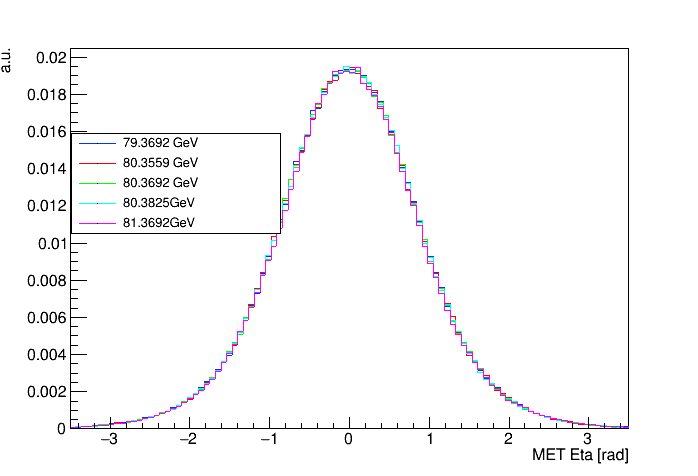 a.u.
0.02
0.018
0.016
0.014
0.012
0.01
0.008
0.006
0.004
0.002
0
79.3692 GeV
80.3559 GeV
80.3692 GeV
80.3825GeV
81.3692GeV
−3 −2 −1 0 1 2 3
MET Eta [rad]